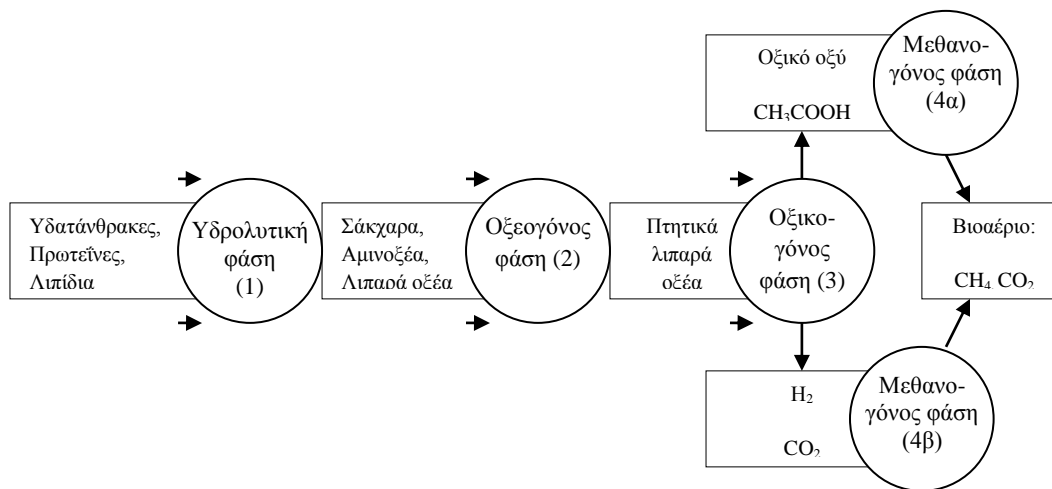 Υδατάνθρακες,
Πρωτεΐνες,
Λιπίδια
Υδρολυτική
φάση
(1)
Σάκχαρα,
Αμινοξέα,
Λιπαρά οξέα
Οξεογόνος
φάση (2)
Πτητικά
λιπαρά
οξέα
Οξικο-
γόνος
φάση (3)
Οξικό οξύ
CH₃COOH
Μεθανο-
γόνος φάση
(4α)
H₂
CO₂
Μεθανο-
γόνος φάση
(4β)
Βιοαέριο:
CH₄ CO₂